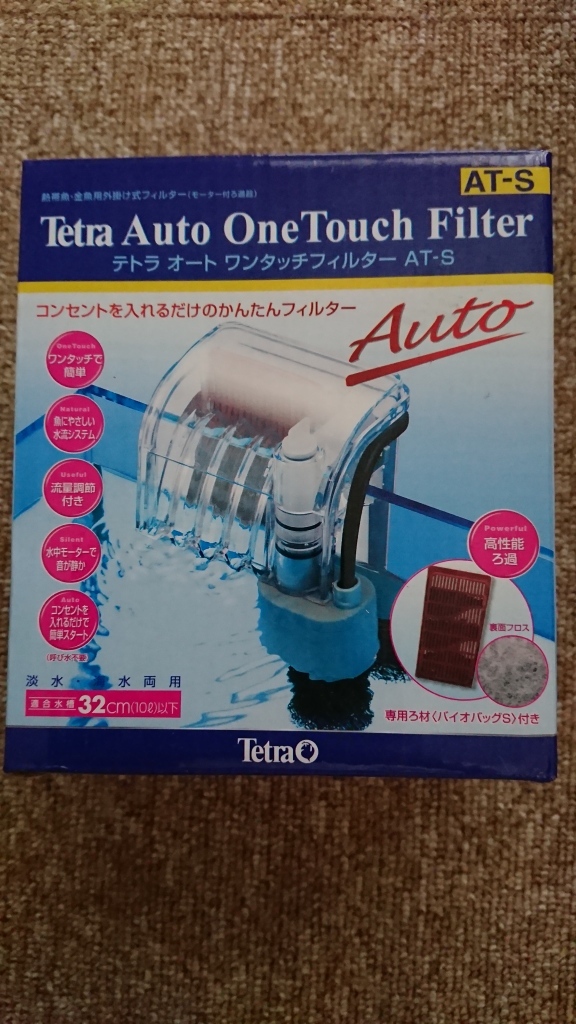 AT-S
熱帯魚・金魚用外掛け式フィルター(モーター付ろ過器)
Tetra Auto OneTouch Filter
テトラ オート ワンタッチフィルター AT-S
コンセントを入れるだけのかんたんフィルター
Auto
OneTouch
ワンタッチで
簡単
Natural
魚にやさしい
水流システム
Useful
流量調節
付き
Silent
水中モーターで
音が静か
Auto
コンセントを
入れるだけで
簡単スタート
(呼び水不要)
Powerful
高性能
ろ過
裏面フロス
専用ろ材〈バイオバッグS〉付き
淡水・ 水両用
適合水槽32cm(10ℓ)以下
Tetra